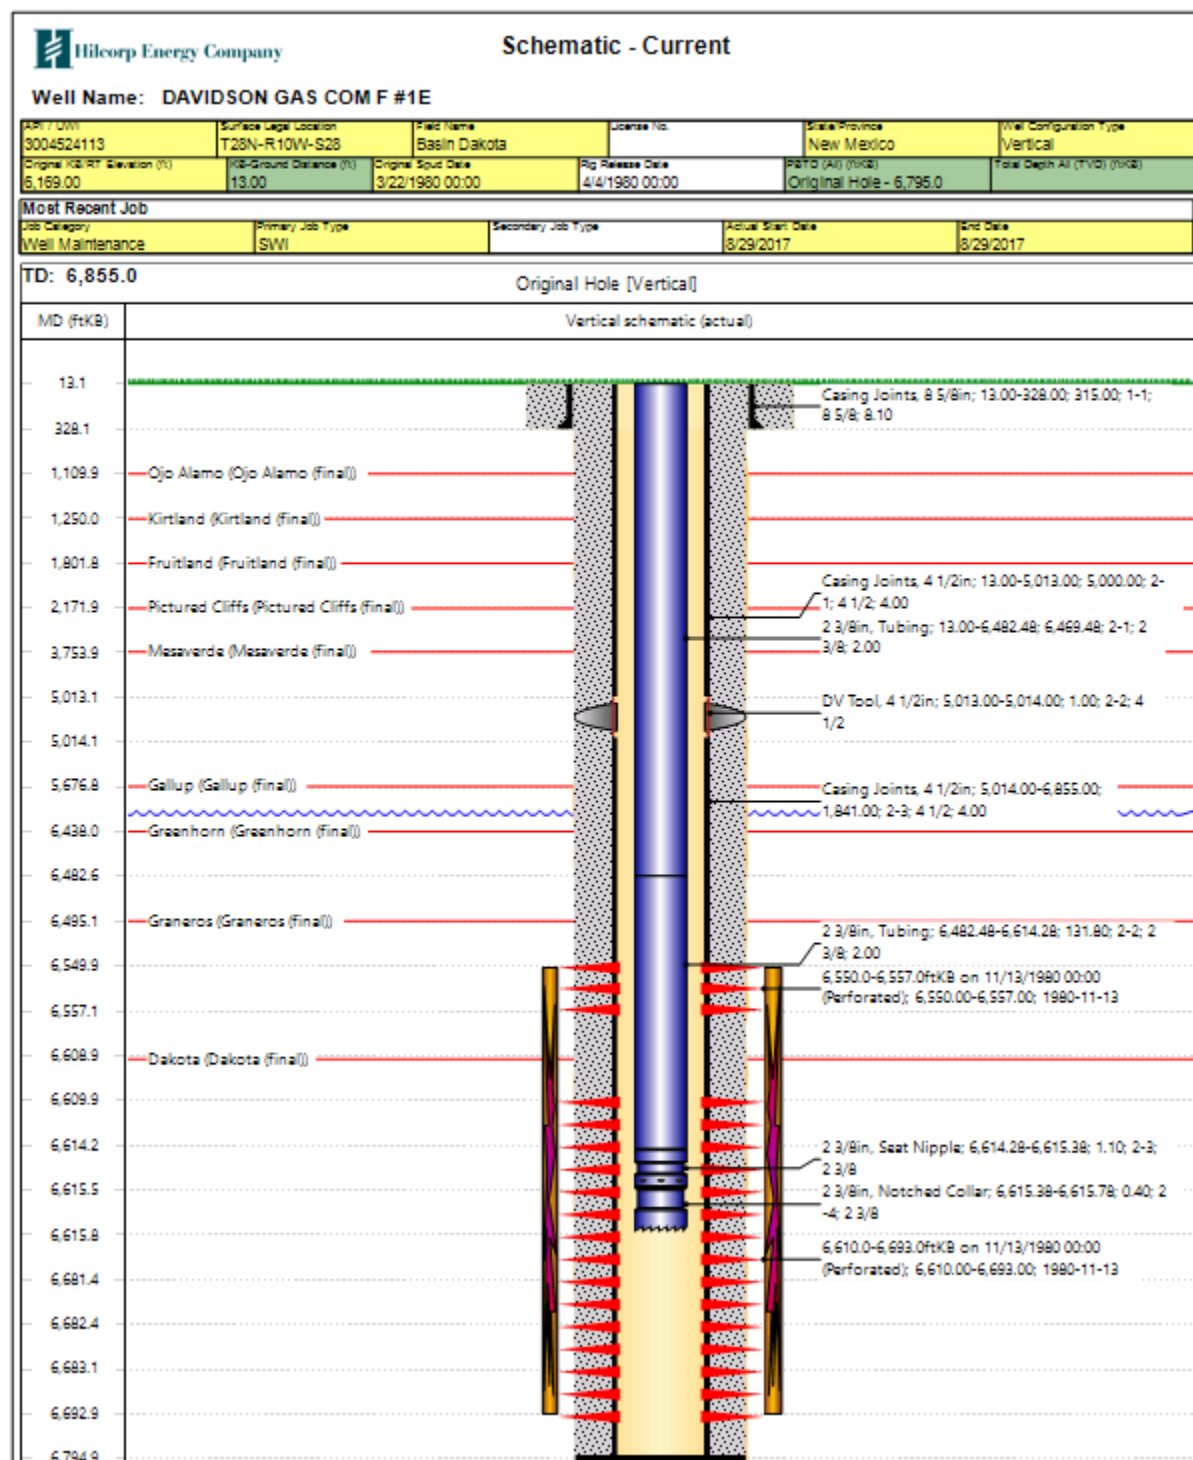 Hilcorp Energy Company
Schematic - Current
Well Name: DAVIDSON GAS COM F #1E
API / UWI
3004524113
Surface Legal Location
T28N-R10W-S28
Field Name
Basin Dakota
License No.
State/Province
New Mexico
Well Configuration Type
Vertical
Original KB/RT Elevation (ft)
6,169.00
KB-Ground Distance (ft)
13.00
Original Spud Date
3/22/1980 00:00
Rig Release Date
4/4/1980 00:00
PBTD (All) (ftKB)
Original Hole - 6,795.0
Total Depth All (TVD) (ftKB)
Most Recent Job
Job Category
Well Maintenance
Primary Job Type
SWI
Secondary Job Type
Actual Start Date
8/29/2017
End Date
8/29/2017
TD: 6,855.0
Original Hole [Vertical]
MD (ftKB)
Vertical schematic (actual)
13.1
Casing Joints, 8 5/8in; 13.00-328.00; 315.00; 1-1;
8 5/8; 8.10
328.1
1,109.9
Ojo Alamo (Ojo Alamo (final))
1,250.0
Kirtland (Kirtland (final))
1,801.8
Fruitland (Fruitland (final))
Casing Joints, 4 1/2in; 13.00-5,013.00; 5,000.00; 2-
1; 4 1/2; 4.00
2,171.9
Pictured Cliffs (Pictured Cliffs (final))
2 3/8in, Tubing; 13.00-6,482.48; 6,469.48; 2-1; 2
3/8; 2.00
3,753.9
Mesaverde (Mesaverde (final))
5,013.1
DV Tool, 4 1/2in; 5,013.00-5,014.00; 1.00; 2-2; 4
1/2
5,014.1
5,676.8
Gallup (Gallup (final))
Casing Joints, 4 1/2in; 5,014.00-6,855.00;
1,841.00; 2-3; 4 1/2; 4.00
6,438.0
Greenhorn (Greenhorn (final))
6,482.6
6,495.1
Graneros (Graneros (final))
2 3/8in, Tubing; 6,482.48-6,614.28; 131.80; 2-2; 2
3/8; 2.00
6,549.9
6,550.0-6,557.0ftKB on 11/13/1980 00:00
(Perforated); 6,550.00-6,557.00; 1980-11-13
6,557.1
6,608.9
Dakota (Dakota (final))
6,609.9
6,614.2
2 3/8in, Seat Nipple; 6,614.28-6,615.38; 1.10; 2-3;
2 3/8
6,615.5
2 3/8in, Notched Collar; 6,615.38-6,615.78; 0.40; 2
-4; 2 3/8
6,615.8
6,610.0-6,693.0ftKB on 11/13/1980 00:00
(Perforated); 6,610.00-6,693.00; 1980-11-13
6,681.4
6,682.4
6,683.1
6,692.9
6,794.9